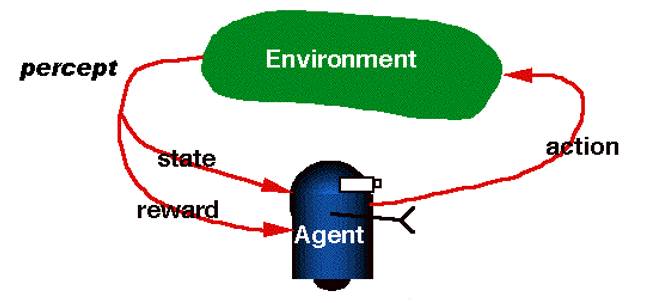 Environment
percept
action
state
reward
Agent